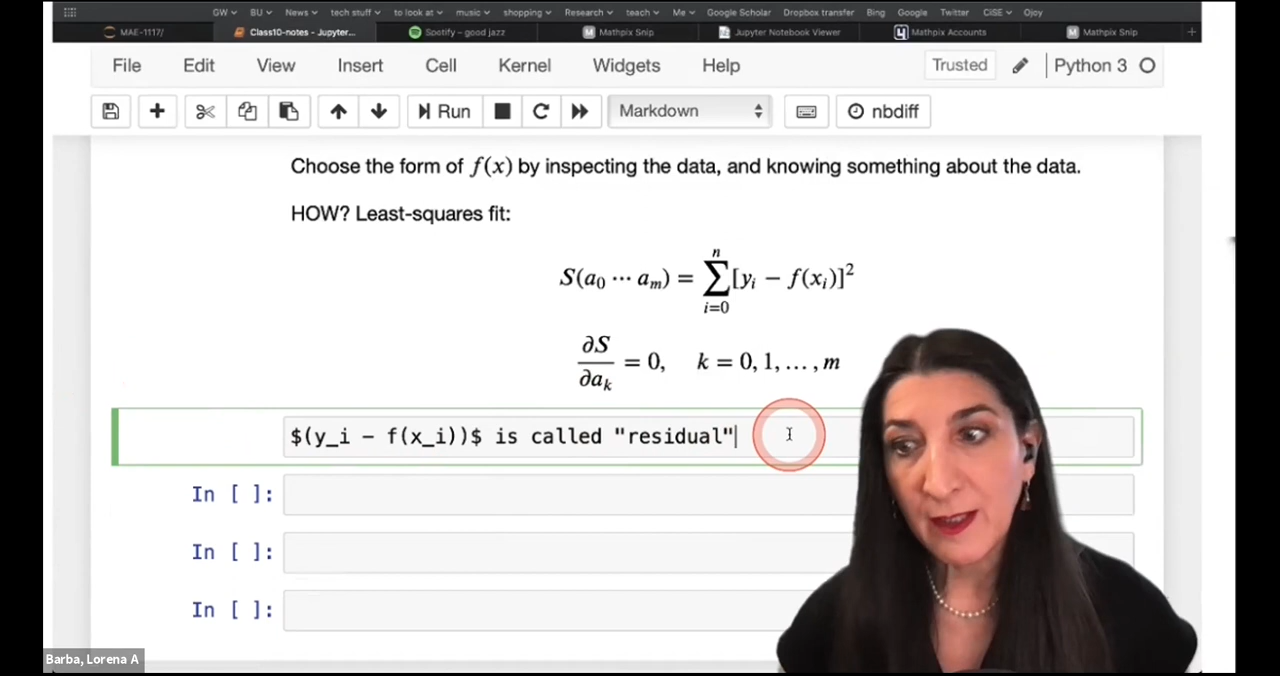 GW BU News tech stuff to look at music shopping Research teach Me Google Scholar Dropbox transfer Bing Google Twitter CiSE Ojoy
MAE-1117/ Class10-notes - Jupyter... Spotify – good jazz Mathpix Snip Jupyter Notebook Viewer Mathpix Accounts Mathpix Snip +
File Edit View Insert Cell Kernel Widgets Help Trusted Python 3
Run Markdown nbdiff
Choose the form of f(x) by inspecting the data, and knowing something about the data.
HOW? Least-squares fit:
S(a₀ ⋯ aₘ) = ∑ⁿᵢ₌₀ [yᵢ − f(xᵢ)]²
∂S/∂aₖ = 0, k = 0, 1, …, m
$(y_i - f(x_i))$ is called "residual"
In [ ]:
In [ ]:
In [ ]:
Barba, Lorena A